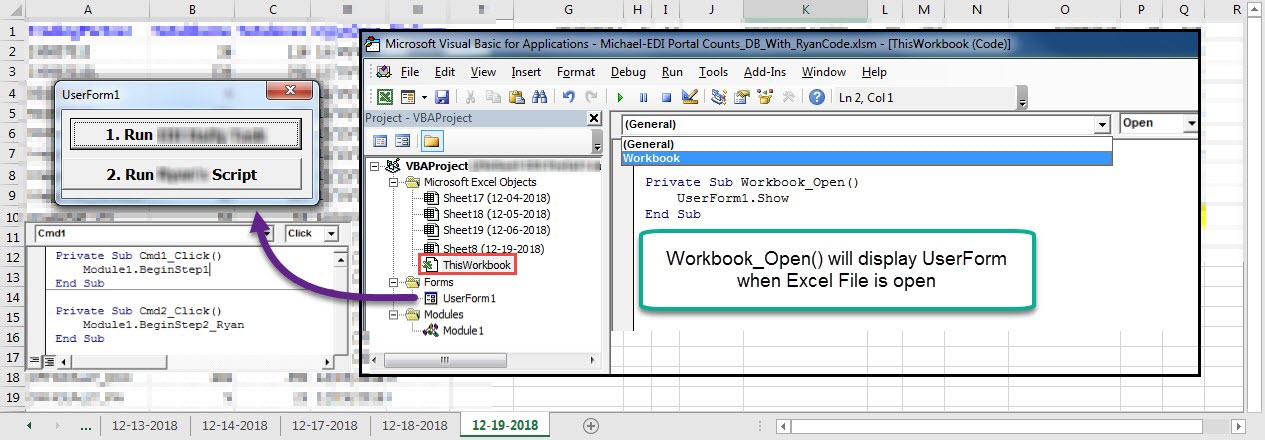 A B C G H I J K L M N O P Q R
1
2
3
4
5
6
7
8
9
10
11
12
13
14
15
16
17
18
19
UserForm1
1. Run
2. Run Script
Cmd1 Click
Private Sub Cmd1_Click()
Module1.BeginStep1
End Sub
Private Sub Cmd2_Click()
Module1.BeginStep2_Ryan
End Sub
Microsoft Visual Basic for Applications - Michael-EDI Portal Counts_DB_With_RyanCode.xlsm - [ThisWorkbook (Code)]
File Edit View Insert Format Debug Run Tools Add-Ins Window Help
Ln 2, Col 1
Project - VBAProject
VBAProject
Microsoft Excel Objects
Sheet17 (12-04-2018)
Sheet18 (12-05-2018)
Sheet19 (12-06-2018)
Sheet8 (12-19-2018)
ThisWorkbook
Forms
UserForm1
Modules
Module1
(General) Open
(General)
Workbook
Private Sub Workbook_Open()
UserForm1.Show
End Sub
Workbook_Open() will display UserForm
when Excel File is open
... 12-13-2018 12-14-2018 12-17-2018 12-18-2018 12-19-2018